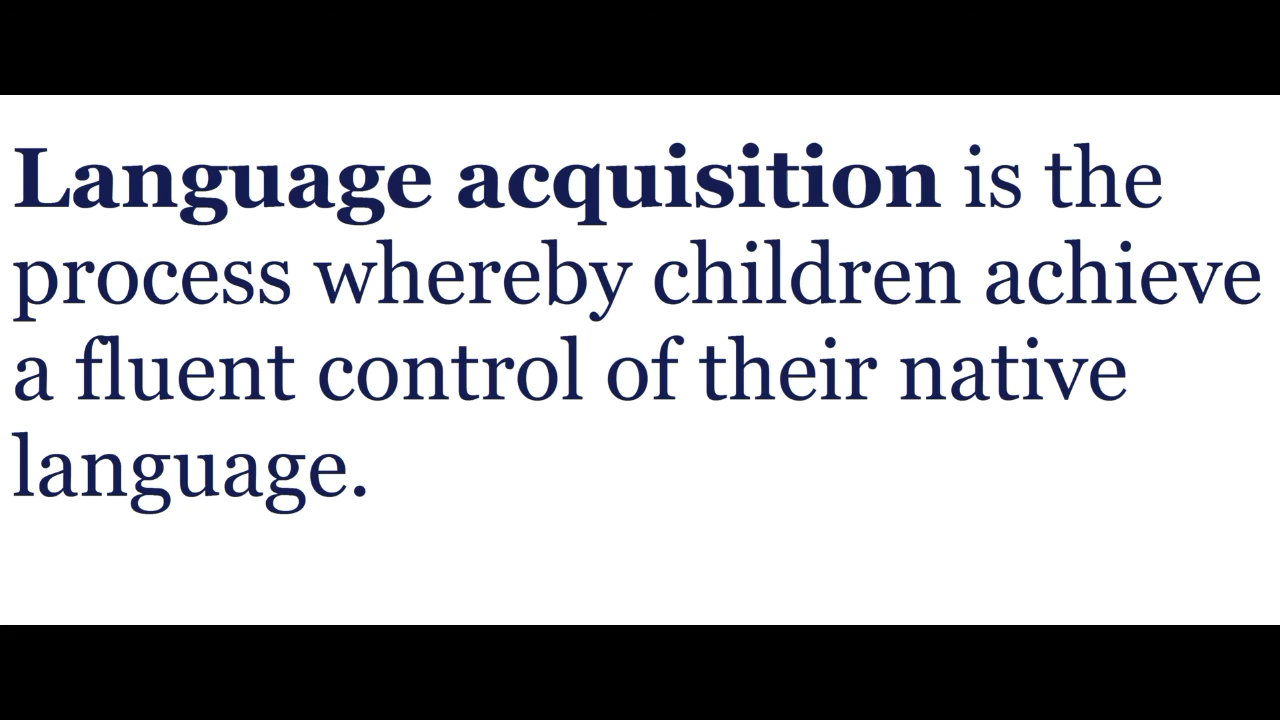 Language acquisition is the
process whereby children achieve
a fluent control of their native
language.